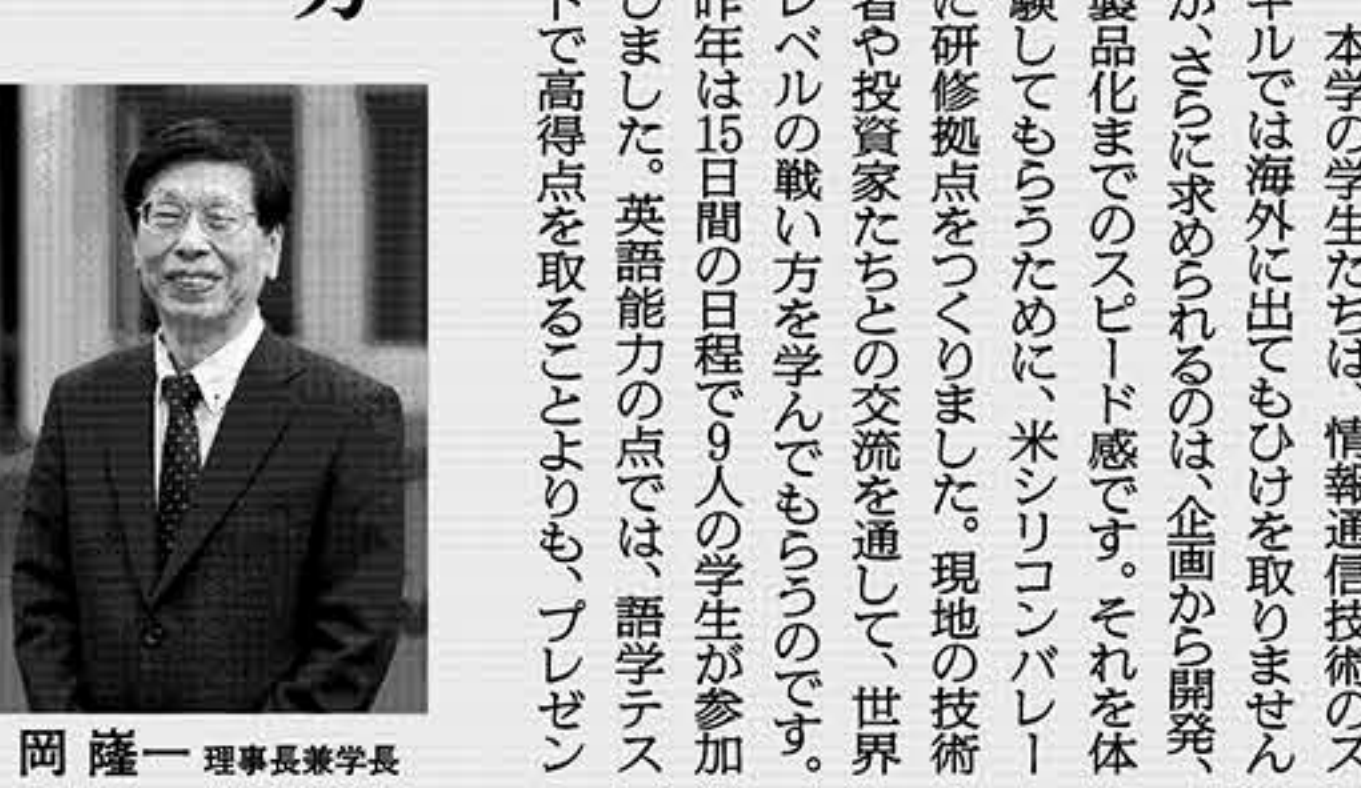 本学の学生たちは、情報通信技術のス
キルでは海外に出てもひけを取りません
が、さらに求められるのは、企画から開発、
製品化までのスピード感です。それを体
験してもらうために、米シリコンバレー
に研修拠点をつくりました。現地の技術
者や投資家たちとの交流を通して、世界
レベルの戦い方を学んでもらうのです。
昨年は15日間の日程で9人の学生が参加
しました。英語能力の点では、語学テス
トで高得点を取ることよりも、プレゼン
岡 嶐一 理事長兼学長